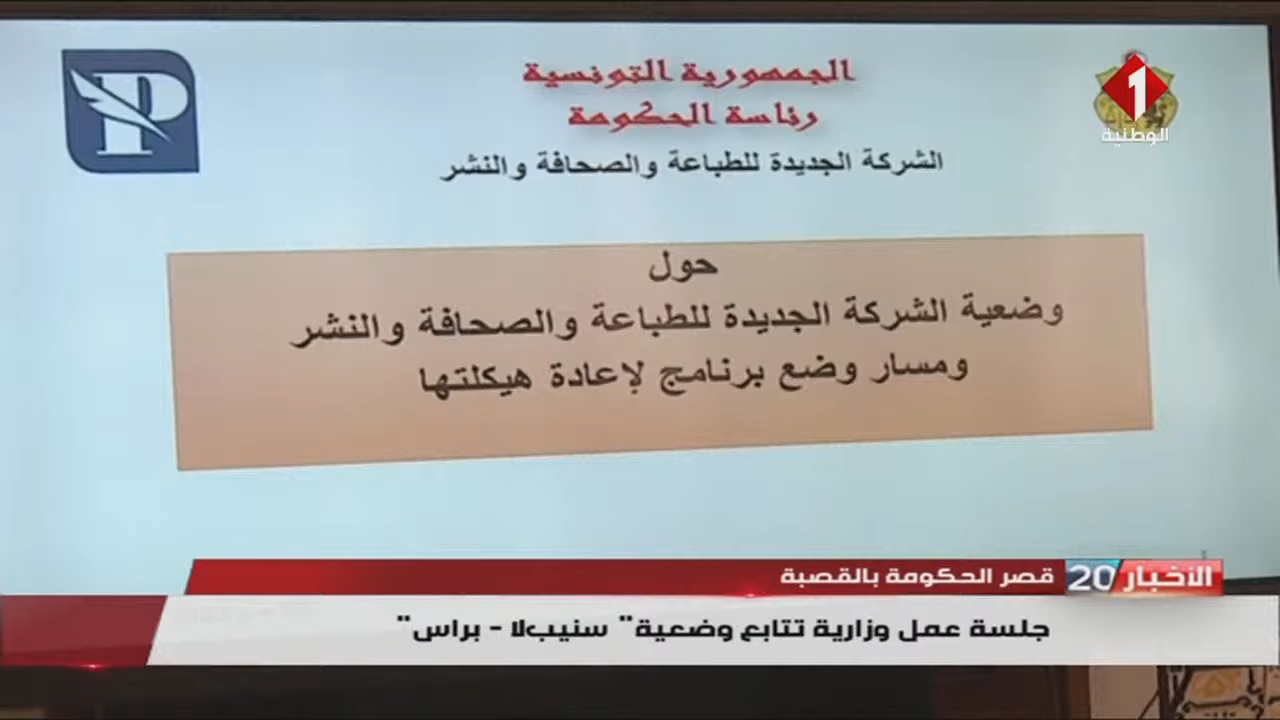 الجمهورية التونسية
رئاسة الحكومة
الشركة الجديدة للطباعة والصحافة والنشر
P
1
الوطنية
حول
وضعية الشركة الجديدة للطباعة والصحافة والنشر
ومسار وضع برنامج لإعادة هيكلتها
الأخبار 20
قصر الحكومة بالقصبة
جلسة عمل وزارية تتابع وضعية" سنيب لا - براس"